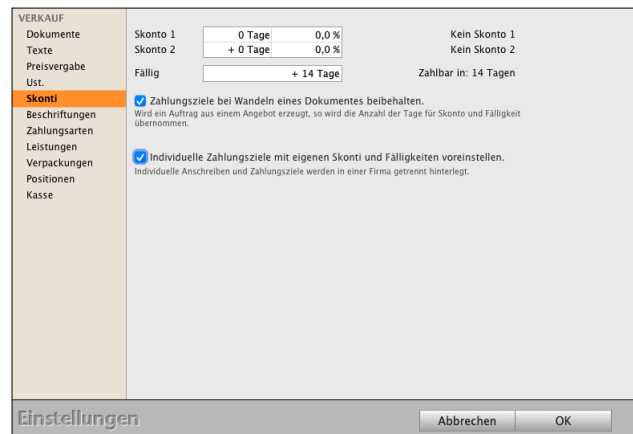 VERKAUF
Dokumente
Texte
Preisvergabe
Ust.
Skonti
Beschriftungen
Zahlungsarten
Leistungen
Verpackungen
Positionen
Kasse
Skonto 1 0 Tage 0,0 % Kein Skonto 1
Skonto 2 + 0 Tage 0,0 % Kein Skonto 2
Fällig + 14 Tage Zahlbar in: 14 Tagen
Zahlungsziele bei Wandeln eines Dokumentes beibehalten.
Wird ein Auftrag aus einem Angebot erzeugt, so wird die Anzahl der Tage für Skonto und Fälligkeit
übernommen.
Individuelle Zahlungsziele mit eigenen Skonti und Fälligkeiten voreinstellen.
Individuelle Anschreiben und Zahlungsziele werden in einer Firma getrennt hinterlegt.
Einstellungen
Abbrechen OK